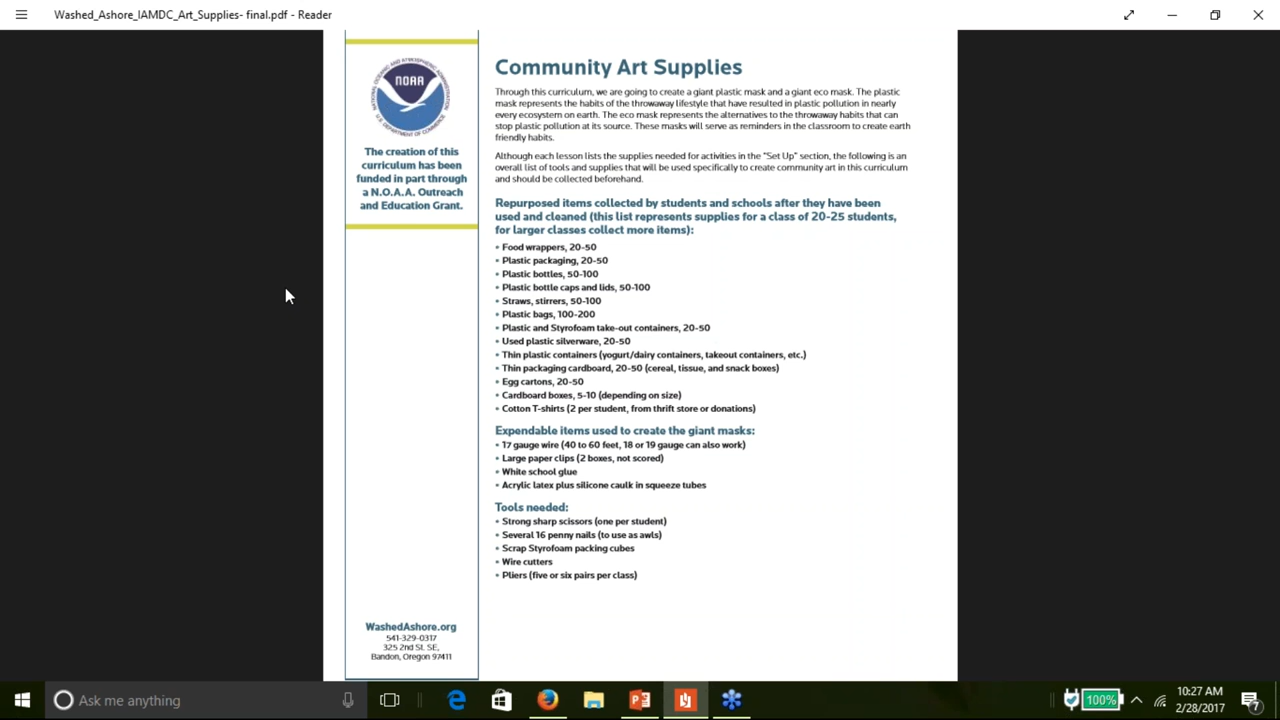 Washed_Ashore_IAMDC_Art_Supplies- final.pdf - Reader
NOAA
NATIONAL OCEANIC AND ATMOSPHERIC ADMINISTRATION
U.S. DEPARTMENT OF COMMERCE
The creation of this
curriculum has been
funded in part through
a N.O.A.A. Outreach
and Education Grant.
Community Art Supplies
Through this curriculum, we are going to create a giant plastic mask and a giant eco mask. The plastic
mask represents the habits of the throwaway lifestyle that have resulted in plastic pollution in nearly
every ecosystem on earth. The eco mask represents the alternatives to the throwaway habits that can
stop plastic pollution at its source. These masks will serve as reminders in the classroom to create earth
friendly habits.
Although each lesson lists the supplies needed for activities in the "Set Up" section, the following is an
overall list of tools and supplies that will be used specifically to create community art in this curriculum
and should be collected beforehand.
Repurposed items collected by students and schools after they have been
used and cleaned (this list represents supplies for a class of 20-25 students,
for larger classes collect more items):
• Food wrappers, 20-50
• Plastic packaging, 20-50
• Plastic bottles, 50-100
• Plastic bottle caps and lids, 50-100
• Straws, stirrers, 50-100
• Plastic bags, 100-200
• Plastic and Styrofoam take-out containers, 20-50
• Used plastic silverware, 20-50
• Thin plastic containers (yogurt/dairy containers, takeout containers, etc.)
• Thin packaging cardboard, 20-50 (cereal, tissue, and snack boxes)
• Egg cartons, 20-50
• Cardboard boxes, 5-10 (depending on size)
• Cotton T-shirts (2 per student, from thrift store or donations)
Expendable items used to create the giant masks:
• 17 gauge wire (40 to 60 feet, 18 or 19 gauge can also work)
• Large paper clips (2 boxes, not scored)
• White school glue
• Acrylic latex plus silicone caulk in squeeze tubes
Tools needed:
• Strong sharp scissors (one per student)
• Several 16 penny nails (to use as awls)
• Scrap Styrofoam packing cubes
• Wire cutters
• Pliers (five or six pairs per class)
WashedAshore.org
541-329-0317
325 2nd St. SE,
Bandon, Oregon 97411
Ask me anything
100%
10:27 AM
2/28/2017
7